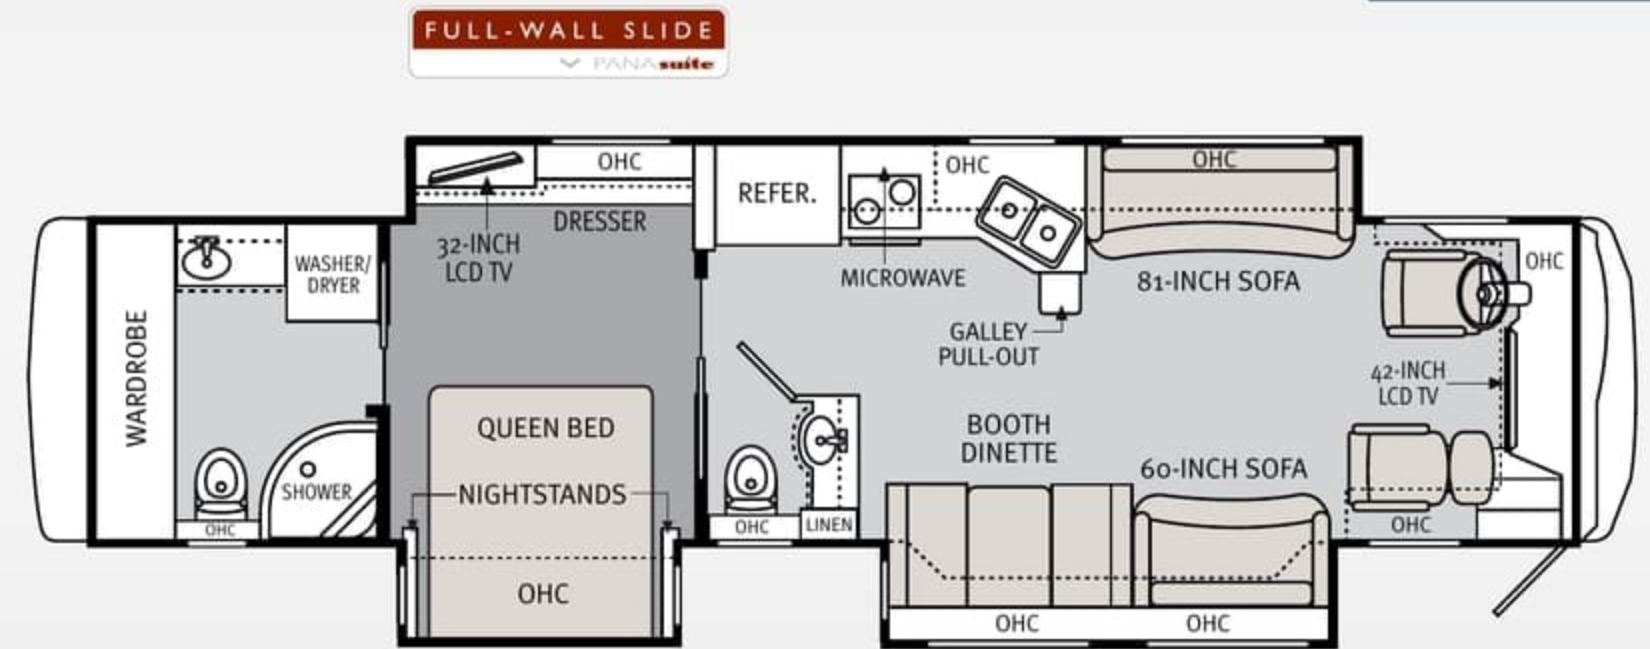 FULL-WALL SLIDE
PANAsuite
OHC
DRESSER
32-INCH
LCD TV
REFER.
OHC
MICROWAVE
GALLEY
PULL-OUT
OHC
81-INCH SOFA
OHC
42-INCH
LCD TV
WARDROBE
WASHER/
DRYER
SHOWER
OHC
QUEEN BED
NIGHTSTANDS
OHC
OHC
LINEN
BOOTH
DINETTE
60-INCH SOFA
OHC
OHC
OHC